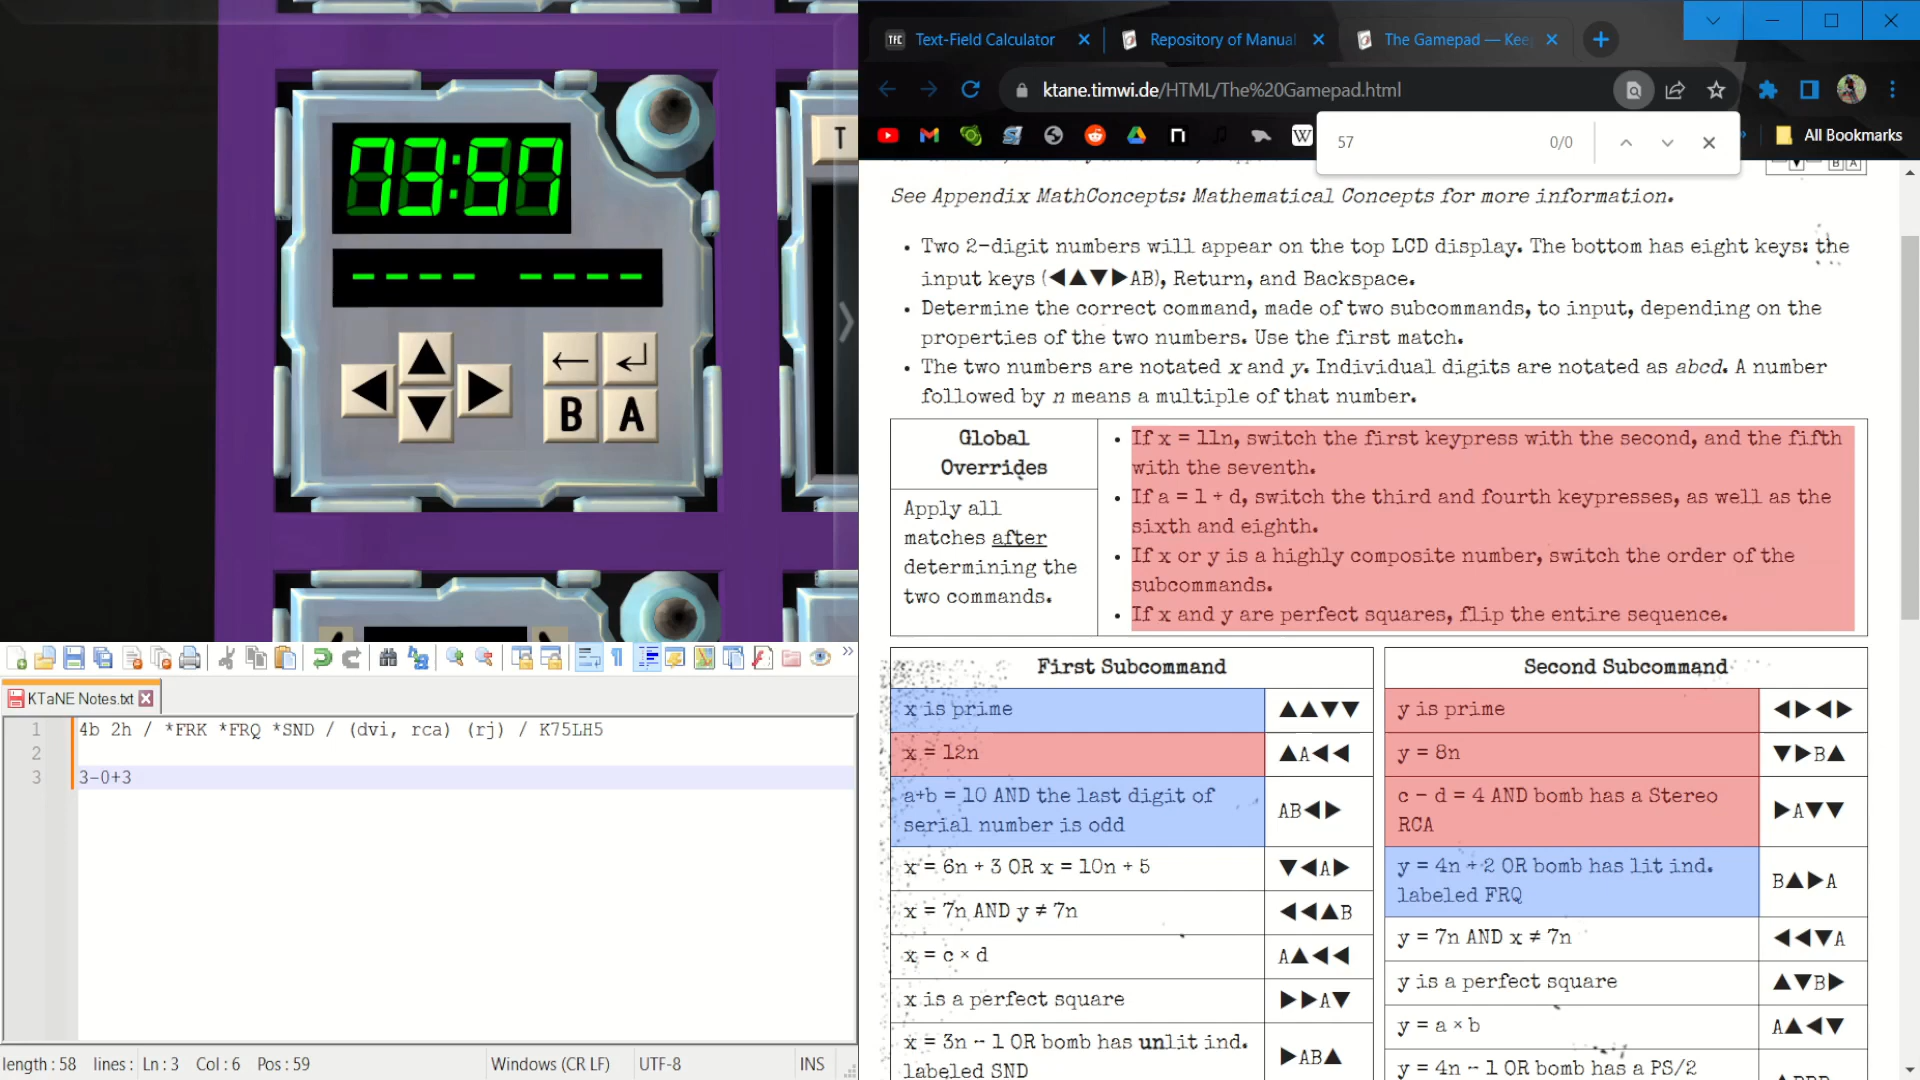 73:57
---- ----
▲
◀ ▶
▼
← ↵
B A
T
Text-Field Calculator
Repository of Manual
The Gamepad — Kee
ktane.timwi.de/HTML/The%20Gamepad.html
57 0/0
All Bookmarks
See Appendix MathConcepts: Mathematical Concepts for more information.
• Two 2-digit numbers will appear on the top LCD display. The bottom has eight keys: the
input keys (◀▲▼▶AB), Return, and Backspace.
• Determine the correct command, made of two subcommands, to input, depending on the
properties of the two numbers. Use the first match.
• The two numbers are notated x and y. Individual digits are notated as abcd. A number
followed by n means a multiple of that number.
Global
Overrides
Apply all
matches after
determining the
two commands.
• If x = 11n, switch the first keypress with the second, and the fifth
with the seventh.
• If a = 1 + d, switch the third and fourth keypresses, as well as the
sixth and eighth.
• If x or y is a highly composite number, switch the order of the
subcommands.
• If x and y are perfect squares, flip the entire sequence.
First Subcommand
x is prime ▲▲▼▼
x = 12n ▲A◀◀
a+b = 10 AND the last digit of
serial number is odd AB◀▶
x = 6n + 3 OR x = 10n + 5 ▼◀A▶
x = 7n AND y ≠ 7n ◀◀▲B
x = c × d A▲◀◀
x is a perfect square ▶▶A▼
x = 3n - 1 OR bomb has unlit ind.
labeled SND ▶AB▲
Second Subcommand
y is prime ◀▶◀▶
y = 8n ▼▶B▲
c - d = 4 AND bomb has a Stereo
RCA ▶A▼▼
y = 4n + 2 OR bomb has lit ind.
labeled FRQ B▲▶A
y = 7n AND x ≠ 7n ◀◀▼A
y is a perfect square ▲▼B▶
y = a × b A▲◀▼
y = 4n - 1 OR bomb has a PS/2
KTaNE Notes.txt
1 4b 2h / *FRK *FRQ *SND / (dvi, rca) (rj) / K75LH5
2
3 3-0+3
length : 58 lines : Ln : 3 Col : 6 Pos : 59 Windows (CR LF) UTF-8 INS